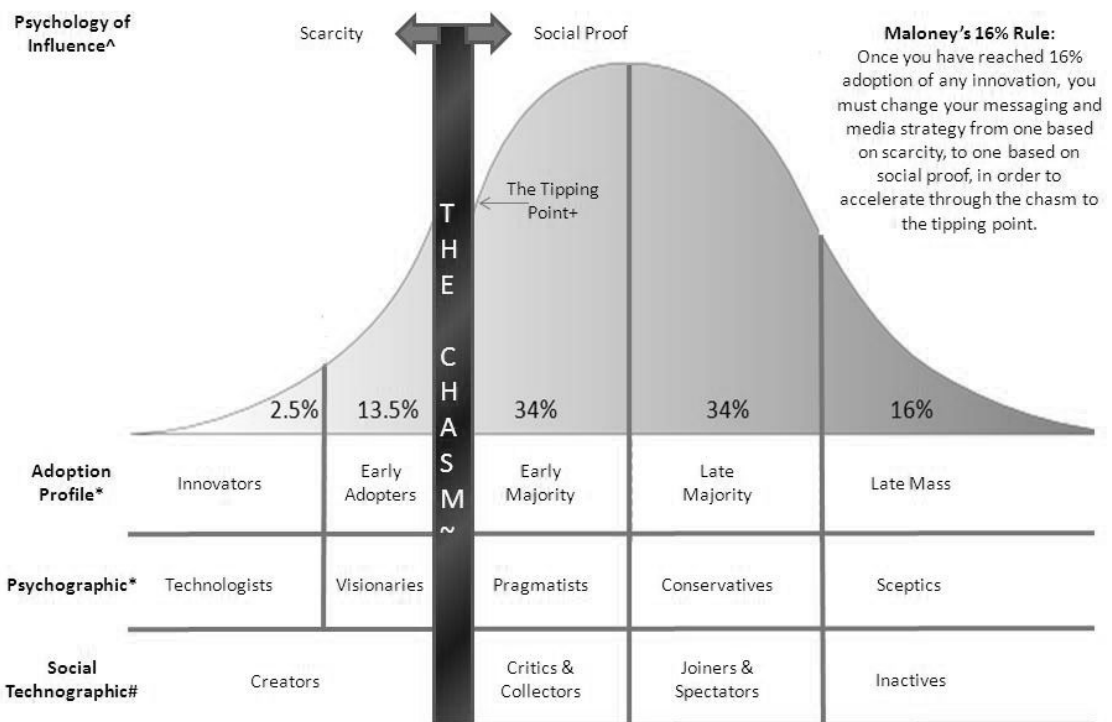 Psychology of
Influence^
Scarcity
Social Proof
Maloney's 16% Rule:
Once you have reached 16%
adoption of any innovation, you
must change your messaging and
media strategy from one based
on scarcity, to one based on
social proof, in order to
accelerate through the chasm to
the tipping point.
The Tipping
Point+
THE CHASM~
2.5%
13.5%
34%
34%
16%
Adoption
Profile*
Innovators
Early
Adopters
Early
Majority
Late
Majority
Late Mass
Psychographic*
Technologists
Visionaries
Pragmatists
Conservatives
Sceptics
Social
Technographic#
Creators
Critics &
Collectors
Joiners &
Spectators
Inactives